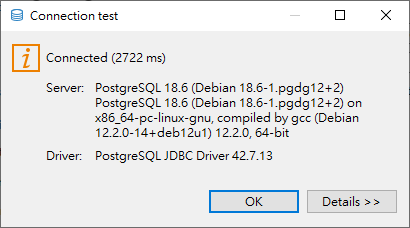 Connection test
Connected (2722 ms)
Server: PostgreSQL 18.6 (Debian 18.6-1.pgdg12+2)
PostgreSQL 18.6 (Debian 18.6-1.pgdg12+2) on
x86_64-pc-linux-gnu, compiled by gcc (Debian
12.2.0-14+deb12u1) 12.2.0, 64-bit
Driver: PostgreSQL JDBC Driver 42.7.13
OK Details >>